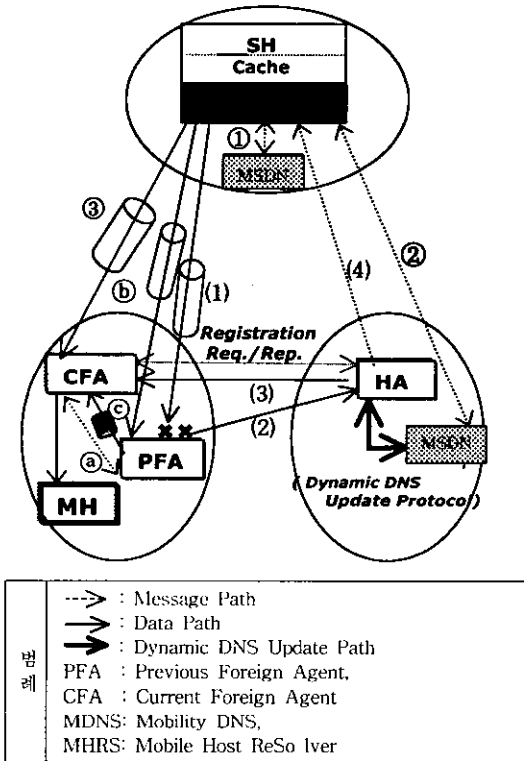 SH
Cache
①
MSDN
③
②
ⓑ
(1)
(4)
Registration
Req./Rep.
CFA
HA
(3)
ⓒ
(2)
MSDN
ⓐ
PFA
( Dynamic DNS
Update Protocol)
MH
범례
: Message Path
: Data Path
: Dynamic DNS Update Path
PFA : Previous Foreign Agent,
CFA : Current Foreign Agent
MDNS: Mobility DNS,
MHRS: Mobile Host ReSo lver